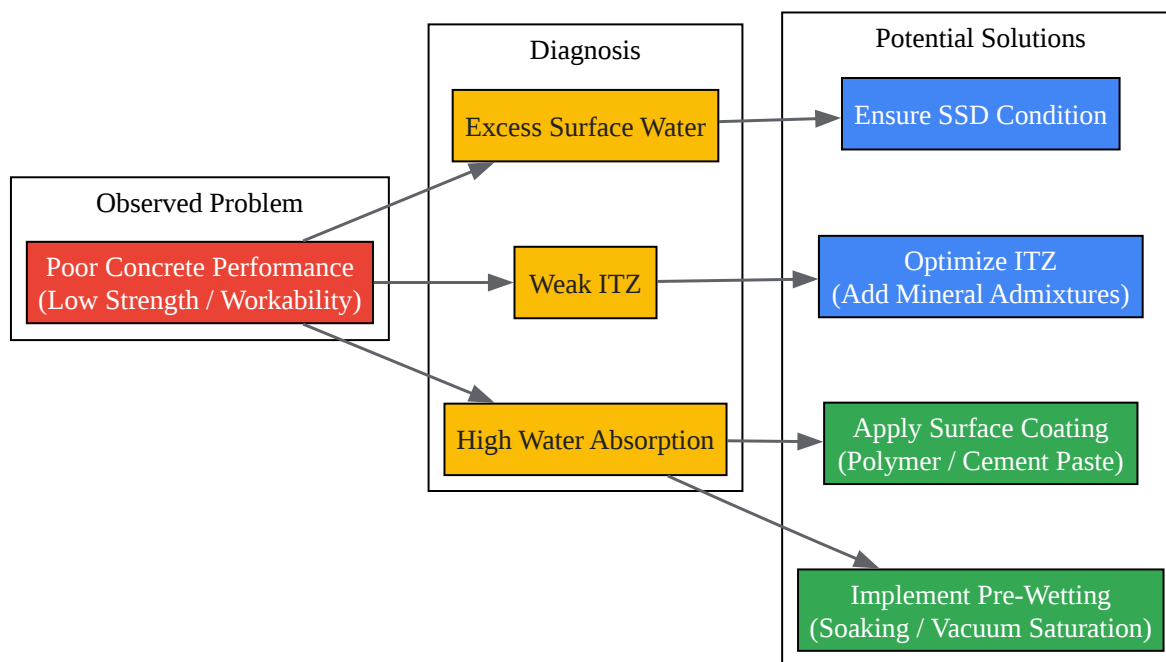 Observed Problem
Poor Concrete Performance
(Low Strength / Workability)
Diagnosis
Excess Surface Water
Weak ITZ
High Water Absorption
Potential Solutions
Ensure SSD Condition
Optimize ITZ
(Add Mineral Admixtures)
Apply Surface Coating
(Polymer / Cement Paste)
Implement Pre-Wetting
(Soaking / Vacuum Saturation)